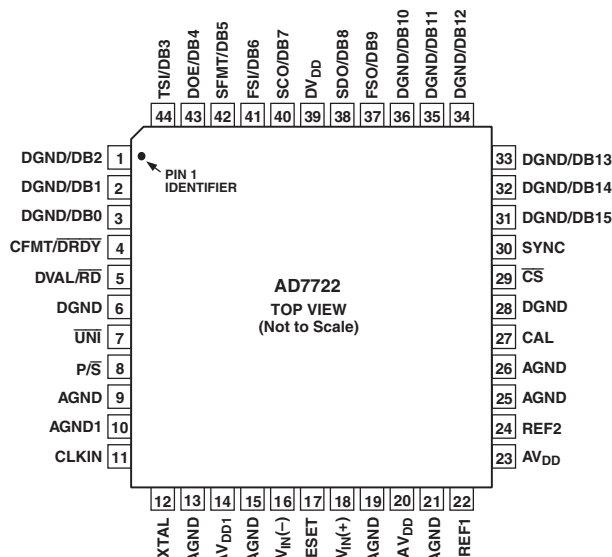 TSI/DB3
DOE/DB4
SFMT/DB5
FSI/DB6
SCO/DB7
DVDD
SDO/DB8
FSO/DB9
DGND/DB10
DGND/DB11
DGND/DB12
44 43 42 41 40 39 38 37 36 35 34
DGND/DB2 1
DGND/DB1 2
DGND/DB0 3
CFMT/D̅R̅D̅Y̅ 4
DVAL/R̅D̅ 5
DGND 6
U̅N̅I̅ 7
P/S̅ 8
AGND 9
AGND1 10
CLKIN 11
PIN 1
IDENTIFIER
AD7722
TOP VIEW
(Not to Scale)
33 DGND/DB13
32 DGND/DB14
31 DGND/DB15
30 SYNC
29 C̅S̅
28 DGND
27 CAL
26 AGND
25 AGND
24 REF2
23 AVDD
12 13 14 15 16 17 18 19 20 21 22
XTAL
AGND
AVDD1
AGND
VIN(–)
RESET
VIN(+)
AGND
AVDD
AGND
REF1